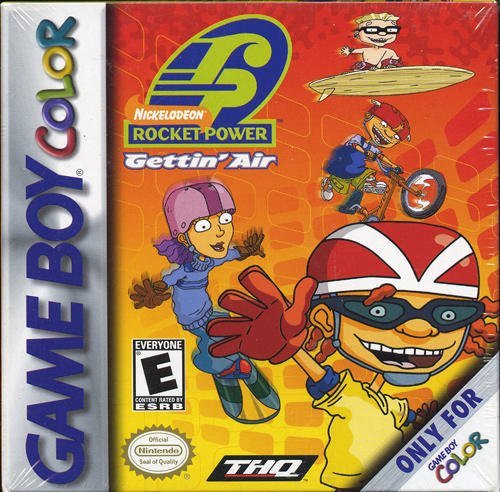 GAME BOY COLOR
NICKELODEON
ROCKET POWER
Gettin' Air
EVERYONE
E
CONTENT RATED BY
ESRB
Official
Nintendo
Seal of Quality
THQ
ONLY FOR
GAME BOY
COLOR